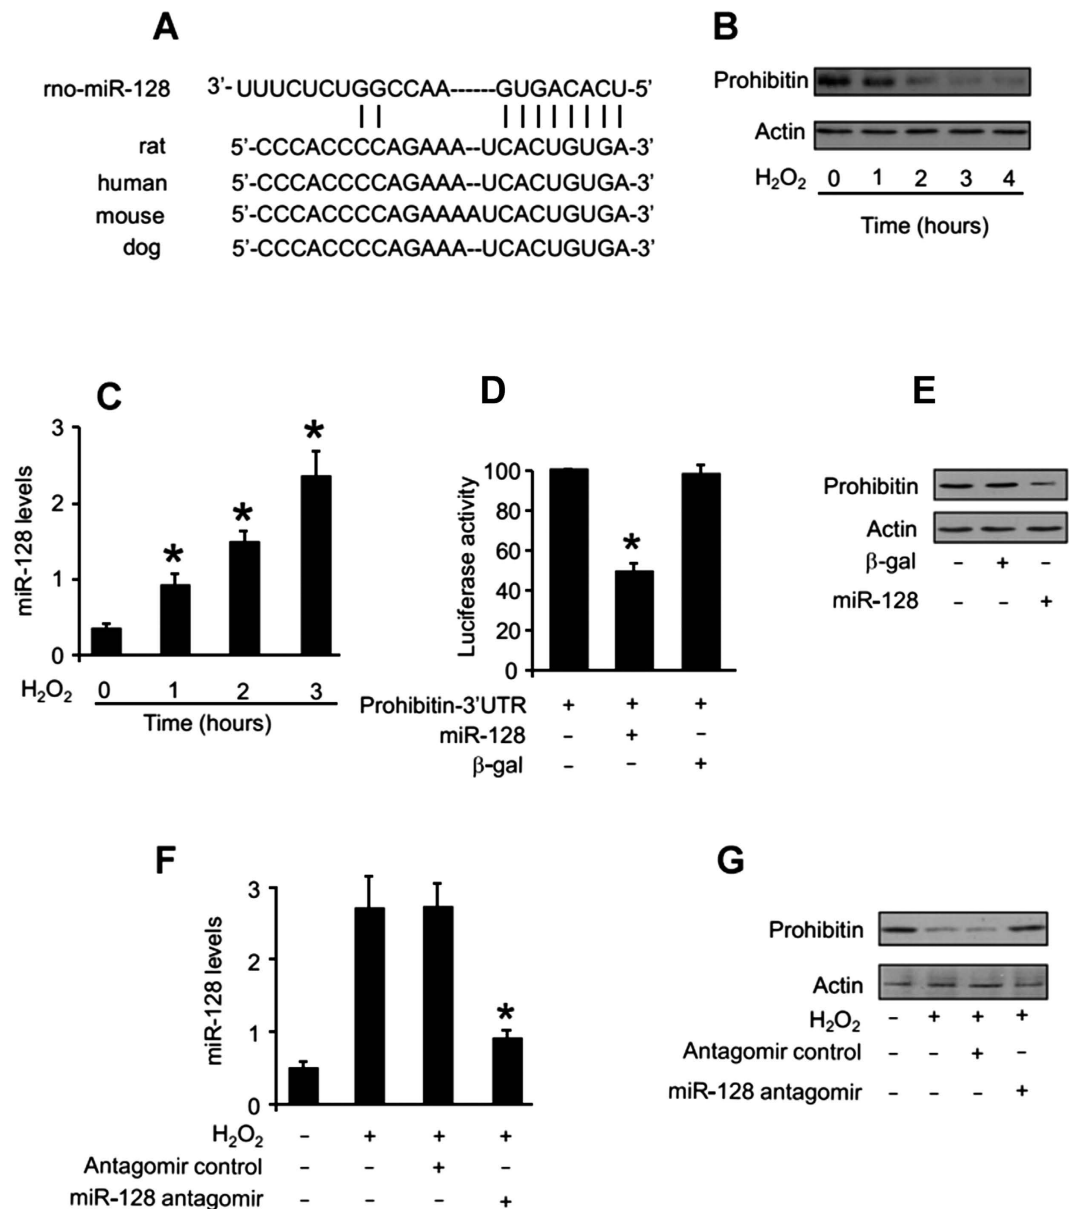 A
rno-miR-128 3'-UUUCUCUGGCCAA------GUGACACU-5'
rat 5'-CCCACCCCAGAAA--UCACUGUGA-3'
human 5'-CCCACCCCAGAAA--UCACUGUGA-3'
mouse 5'-CCCACCCCAGAAAAUCACUGUGA-3'
dog 5'-CCCACCCCAGAAA--UCACUGUGA-3'
B
Prohibitin
Actin
H₂O₂ 0 1 2 3 4
Time (hours)
C
miR-128 levels
3
2
1
0
* * *
H₂O₂ 0 1 2 3
Time (hours)
D
Luciferase activity
100
80
60
40
20
0
*
Prohibitin-3'UTR + + +
miR-128 - + -
β-gal - - +
E
Prohibitin
Actin
β-gal - + -
miR-128 - - +
F
miR-128 levels
3
2
1
0
*
H₂O₂ - + + +
Antagomir control - - + -
miR-128 antagomir - - - +
G
Prohibitin
Actin
H₂O₂ - + + +
Antagomir control - - + -
miR-128 antagomir - - - +